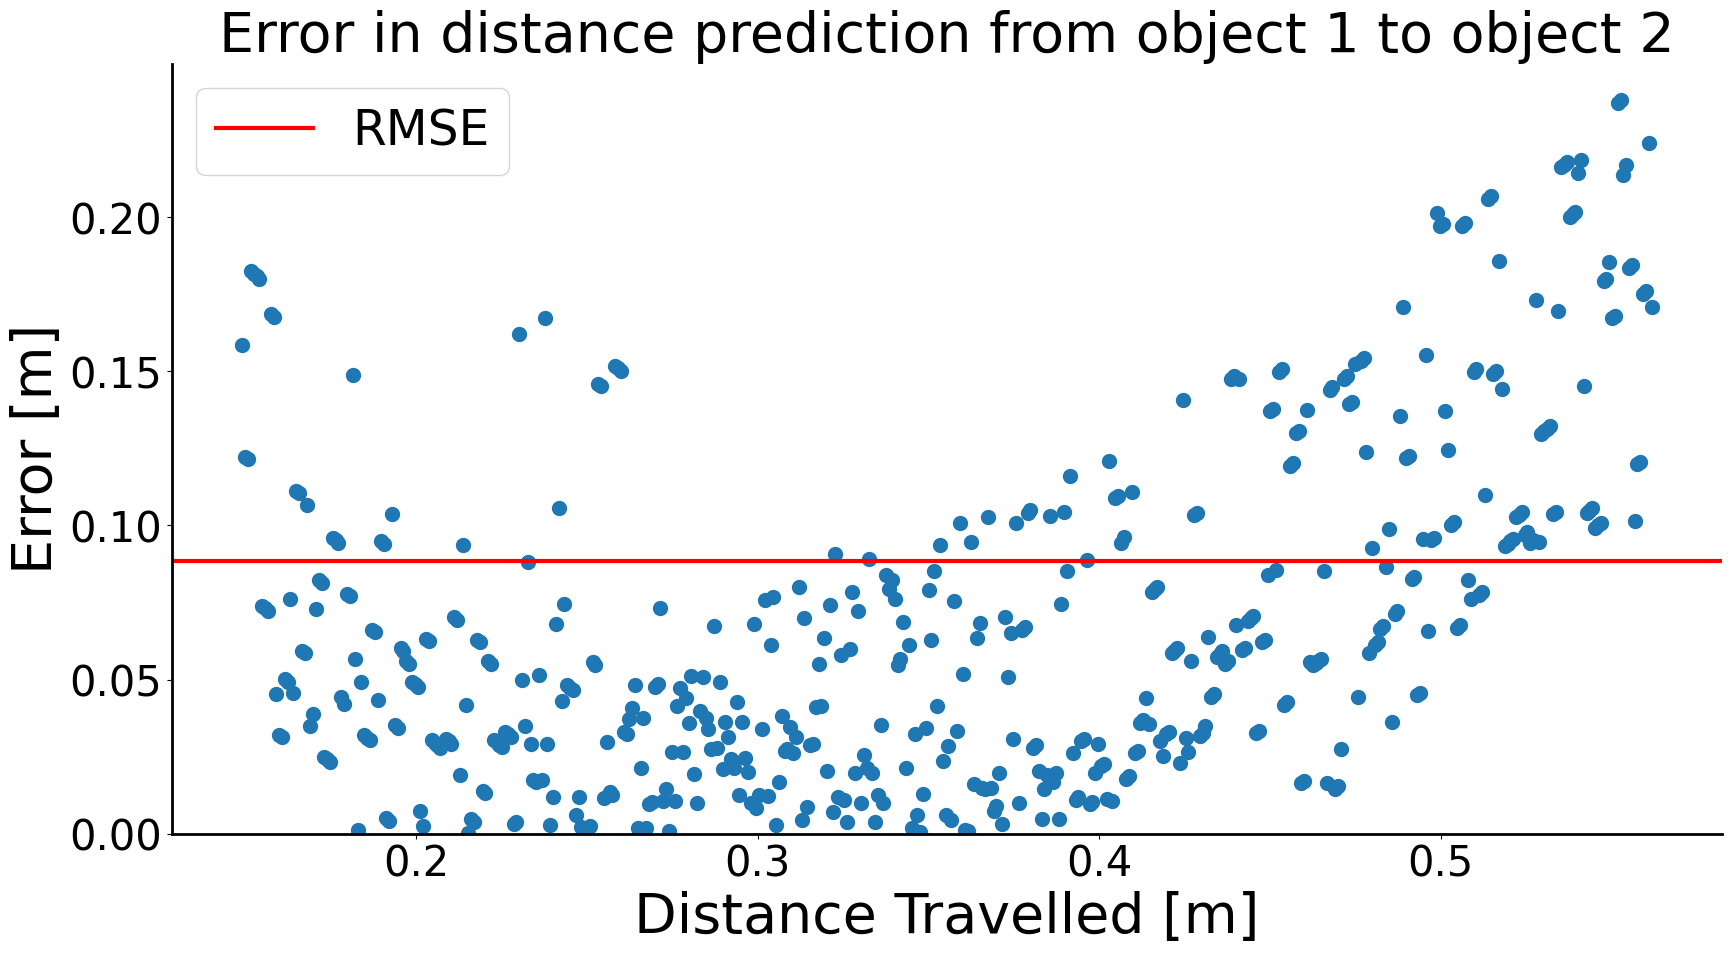 Error in distance prediction from object 1 to object 2
RMSE
Error [m]
0.20
0.15
0.10
0.05
0.00
0.2
0.3
0.4
0.5
Distance Travelled [m]